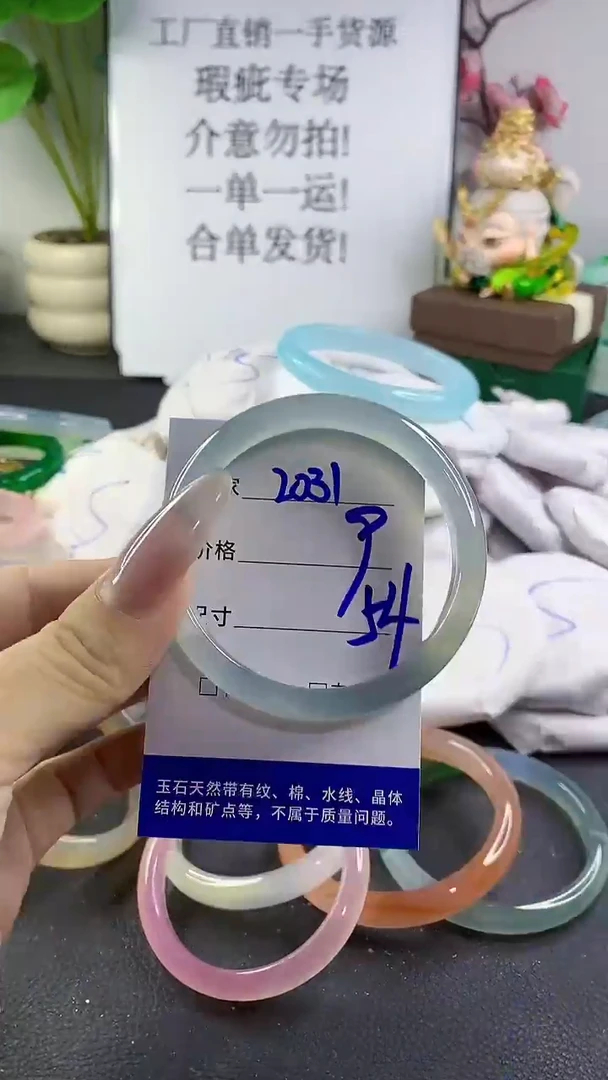 工厂直销一手货源
瑕疵专场
介意勿拍!
一单一运!
合单发货!
家 2031
价格
尺寸 54
玉石天然带有纹、棉、水线、晶体
结构和矿点等，不属于质量问题。